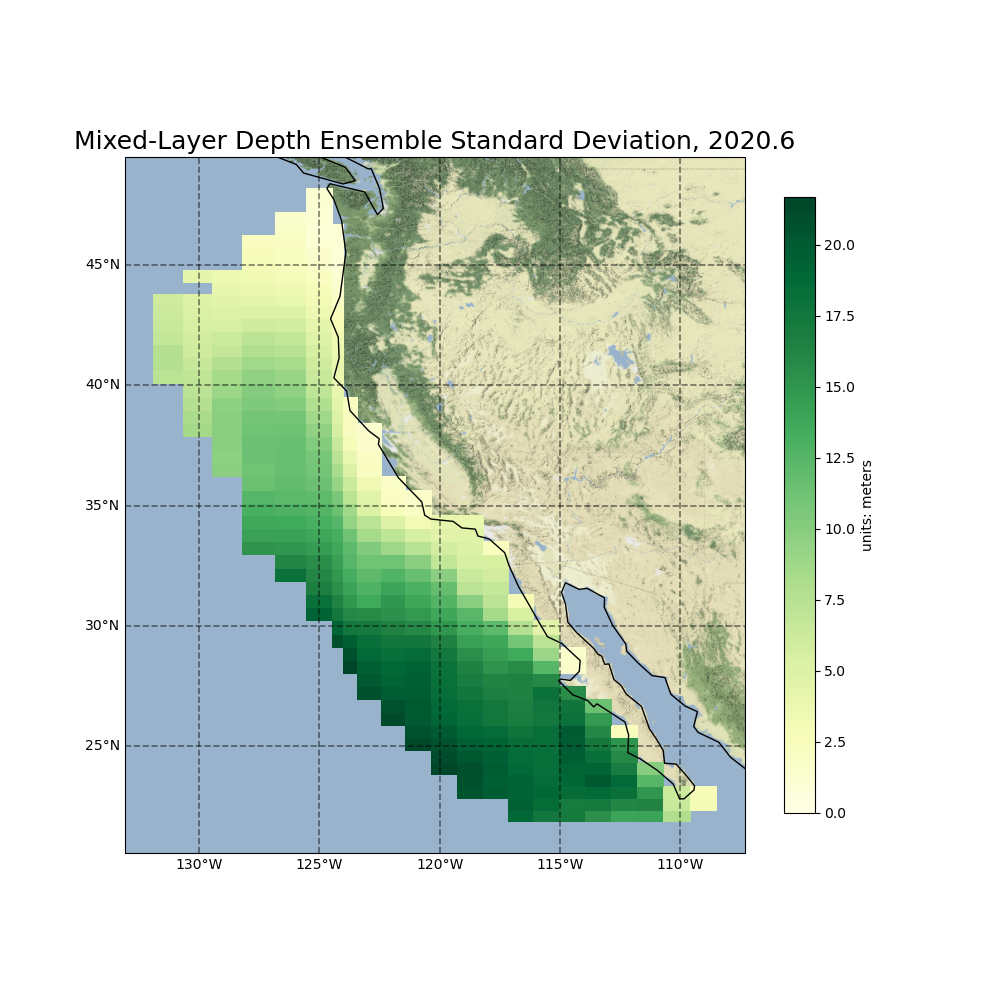 Mixed-Layer Depth Ensemble Standard Deviation, 2020.6
45°N
40°N
35°N
30°N
25°N
130°W
125°W
120°W
115°W
110°W
20.0
17.5
15.0
12.5
10.0
7.5
5.0
2.5
0.0
units: meters